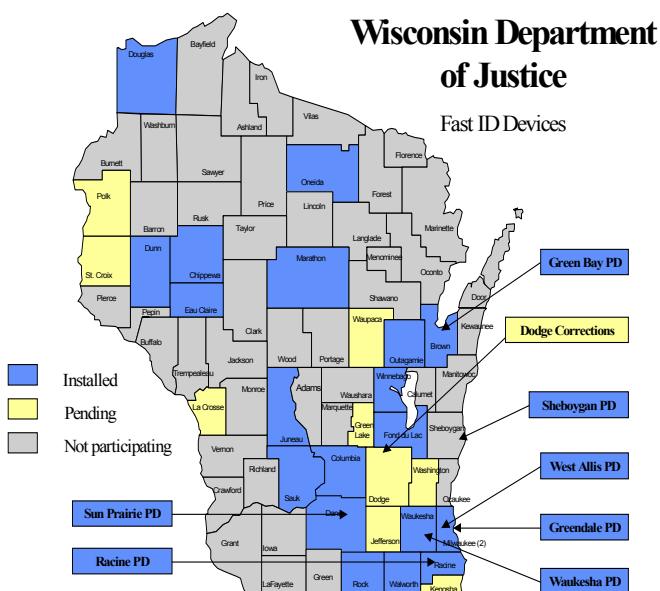 Wisconsin Department
of Justice
Fast ID Devices
Douglas
Bayfield
Iron
Vilas
Ashland
Washburn
Burnett
Sawyer
Florence
Oneida
Forest
Polk
Price
Rusk
Lincoln
Barron
Taylor
Marinette
Langlade
Dunn
Menominee
Marathon
Oconto
St. Croix
Chippewa
Green Bay PD
Shawano
Pierce
Door
Eau Claire
Pepin
Waupaca
Kewaunee
Clark
Dodge Corrections
Buffalo
Brown
Outagamie
Jackson
Wood
Portage
Trempealeau
Winnebago
Manitowoc
Installed
Monroe
Adams
Waushara
Calumet
Pending
La Crosse
Marquette
Sheboygan PD
Green
Lake
Sheboygan
Not participating
Juneau
Fond du Lac
Vernon
Columbia
Richland
Washington
West Allis PD
Crawford
Sauk
Dodge
Ozaukee
Sun Prairie PD
Dane
Waukesha
Greendale PD
Grant
Iowa
Jefferson
Milwaukee (2)
Racine PD
Racine
LaFayette
Green
Rock
Walworth
Kenosha
Waukesha PD